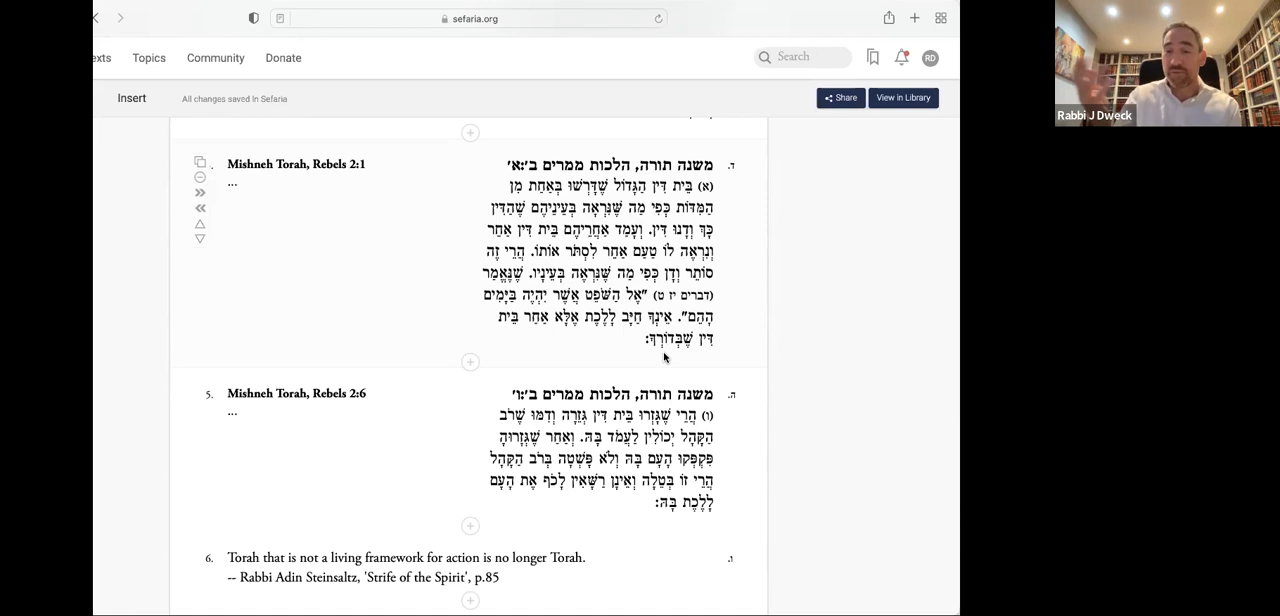 sefaria.org
exts Topics Community Donate
Search
RD
Insert All changes saved in Sefaria
Share View in Library
Rabbi J Dweck
Mishneh Torah, Rebels 2:1
...
ד. משנה תורה, הלכות ממרים ב׳:א׳
(א) בֵּית דִּין הַגָּדוֹל שֶׁדָּרְשׁוּ בְּאַחַת מִן
הַמִּדּוֹת כְּפִי מַה שֶּׁנִּרְאָה בְּעֵינֵיהֶם שֶׁהַדִּין
כָּךְ וְדָנוּ דִּין. וְעָמַד אַחֲרֵיהֶם בֵּית דִּין אַחֵר
וְנִרְאֶה לוֹ טַעַם אַחֵר לִסְתֹּר אוֹתוֹ. הֲרֵי זֶה
סוֹתֵר וְדָן כְּפִי מַה שֶּׁנִּרְאֶה בְּעֵינָיו. שֶׁנֶּאֱמַר
(דברים יז ט) "אֶל הַשֹּׁפֵט אֲשֶׁר יִהְיֶה בַּיָּמִים
הָהֵם". אֵינְךָ חַיָּב לָלֶכֶת אֶלָּא אַחַר בֵּית
דִּין שֶׁבְּדוֹרְךָ:
5. Mishneh Torah, Rebels 2:6
...
ה. משנה תורה, הלכות ממרים ב׳:ו׳
(ו) הֲרֵי שֶׁגָּזְרוּ בֵּית דִּין גְּזֵרָה וְדִמּוּ שֶׁרֹב
הַקָּהָל יְכוֹלִין לַעֲמֹד בָּהּ. וְאַחַר שֶׁגְּזָרוּהָ
פִּקְפְּקוּ הָעָם בָּהּ וְלֹא פָּשְׁטָה בְּרֹב הַקָּהָל
הֲרֵי זוֹ בְּטֵלָה וְאֵינָן רַשָּׁאִין לָכֹף אֶת הָעָם
לָלֶכֶת בָּהּ:
6. Torah that is not a living framework for action is no longer Torah. ו.
-- Rabbi Adin Steinsaltz, 'Strife of the Spirit', p.85